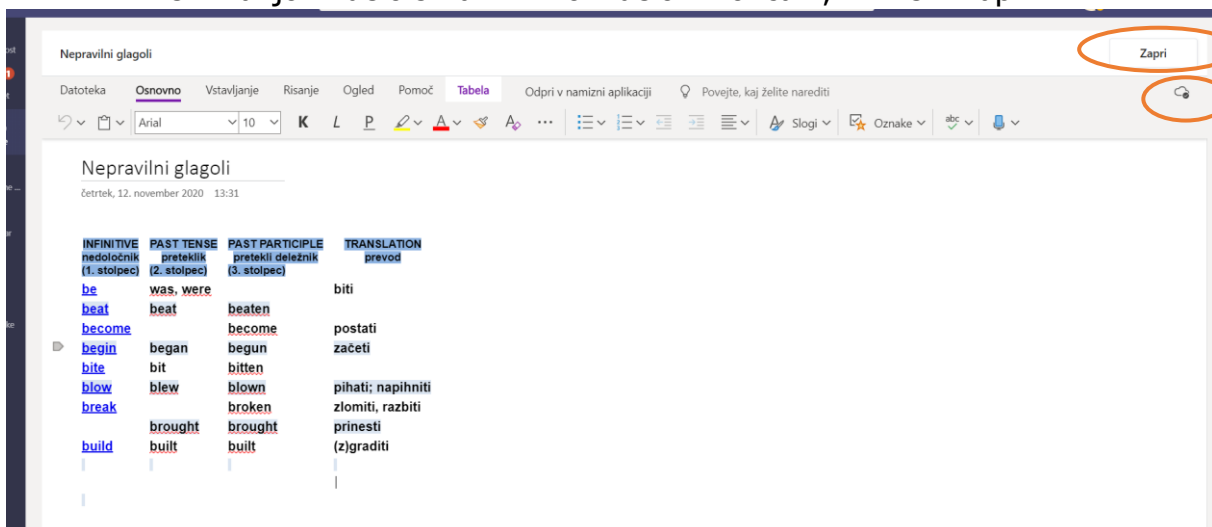 Nepravilni glagoli
Zapri
Datoteka Osnovno Vstavljanje Risanje Ogled Pomoč Tabela Odpri v namizni aplikaciji Povejte, kaj želite narediti
Arial 10 K L P A A Slogi Oznake abc
Nepravilni glagoli
četrtek, 12. november 2020 13:31
INFINITIVE PAST TENSE PAST PARTICIPLE TRANSLATION
nedoločnik preteklik pretekli deležnik prevod
(1. stolpec) (2. stolpec) (3. stolpec)
be was, were biti
beat beat beaten
become become postati
begin began begun začeti
bite bit bitten
blow blew blown pihati; napihniti
break broken zlomiti, razbiti
brought brought prinesti
build built built (z)graditi